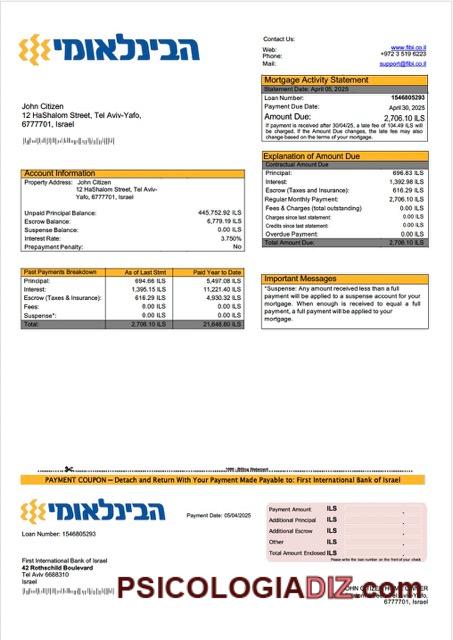 הבינלאומי
Contact Us:
Web: www.fibi.co.il
Phone: +972 3 519 6223
Mail: support@fibi.co.il
Mortgage Activity Statement
Statement Date: April 05, 2025
Loan Number: 1546805293
Payment Due Date: April 30, 2025
Amount Due: 2,706.10 ILS
If payment is received after 30/04/25, a late fee of 104.49 ILS will
be charged. If the Amount Due changes, the late fee may also
change based on the terms of your mortgage.
John Citizen
12 HaShalom Street, Tel Aviv-Yafo,
6777701, Israel
Explanation of Amount Due
Contractual Amount Due
Principal: 696.83 ILS
Interest: 1,392.98 ILS
Escrow (Taxes and Insurance): 616.29 ILS
Regular Monthly Payment: 2,706.10 ILS
Fees & Charges (total outstanding) 0.00 ILS
Charges since last statement: 0.00 ILS
Credits since last statement: 0.00 ILS
Overdue Payment: 0.00 ILS
Total Amount Due: 2,706.10 ILS
Account Information
Property Address: John Citizen
12 HaShalom Street, Tel Aviv-
Yafo, 6777701, Israel
Unpaid Principal Balance: 445,752.92 ILS
Escrow Balance: 6,779.19 ILS
Suspense Balance: 0.00 ILS
Interest Rate: 3.750%
Prepayment Penalty: No
Past Payments Breakdown As of Last Stmt Paid Year to Date
Principal: 694.66 ILS 5,497.08 ILS
Interest: 1,395.15 ILS 11,221.40 ILS
Escrow (Taxes & Insurance): 616.29 ILS 4,930.32 ILS
Fees: 0.00 ILS 0.00 ILS
Suspense*: 0.00 ILS 0.00 ILS
Total: 2,706.10 ILS 21,648.80 ILS
Important Messages
*Suspense: Any amount received less than a full
payment will be applied to a suspense account for your
mortgage. When enough is received to equal a full
payment, a full payment will be applied to your
mortgage.
PAYMENT COUPON – Detach and Return With Your Payment Made Payable to: First International Bank of Israel
הבינלאומי
Payment Date: 05/04/2025
Loan Number: 1546805293
Payment Amount ILS
Additional Principal ILS
Additional Escrow ILS
Other ILS
Total Amount Enclosed ILS
Please write the loan number on the front of your check
First International Bank of Israel
42 Rothschild Boulevard
Tel Aviv 6688310
Israel
PSICOLOGIADIZ.com
6777701, Israel